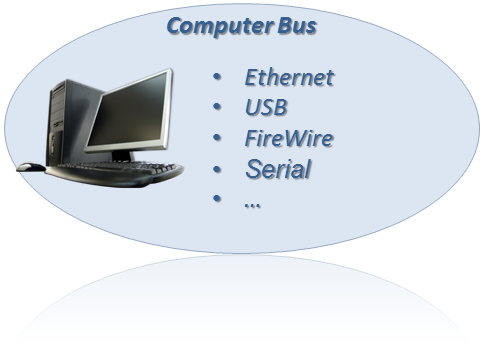 Computer Bus
• Ethernet
• USB
• FireWire
• Serial
• ...